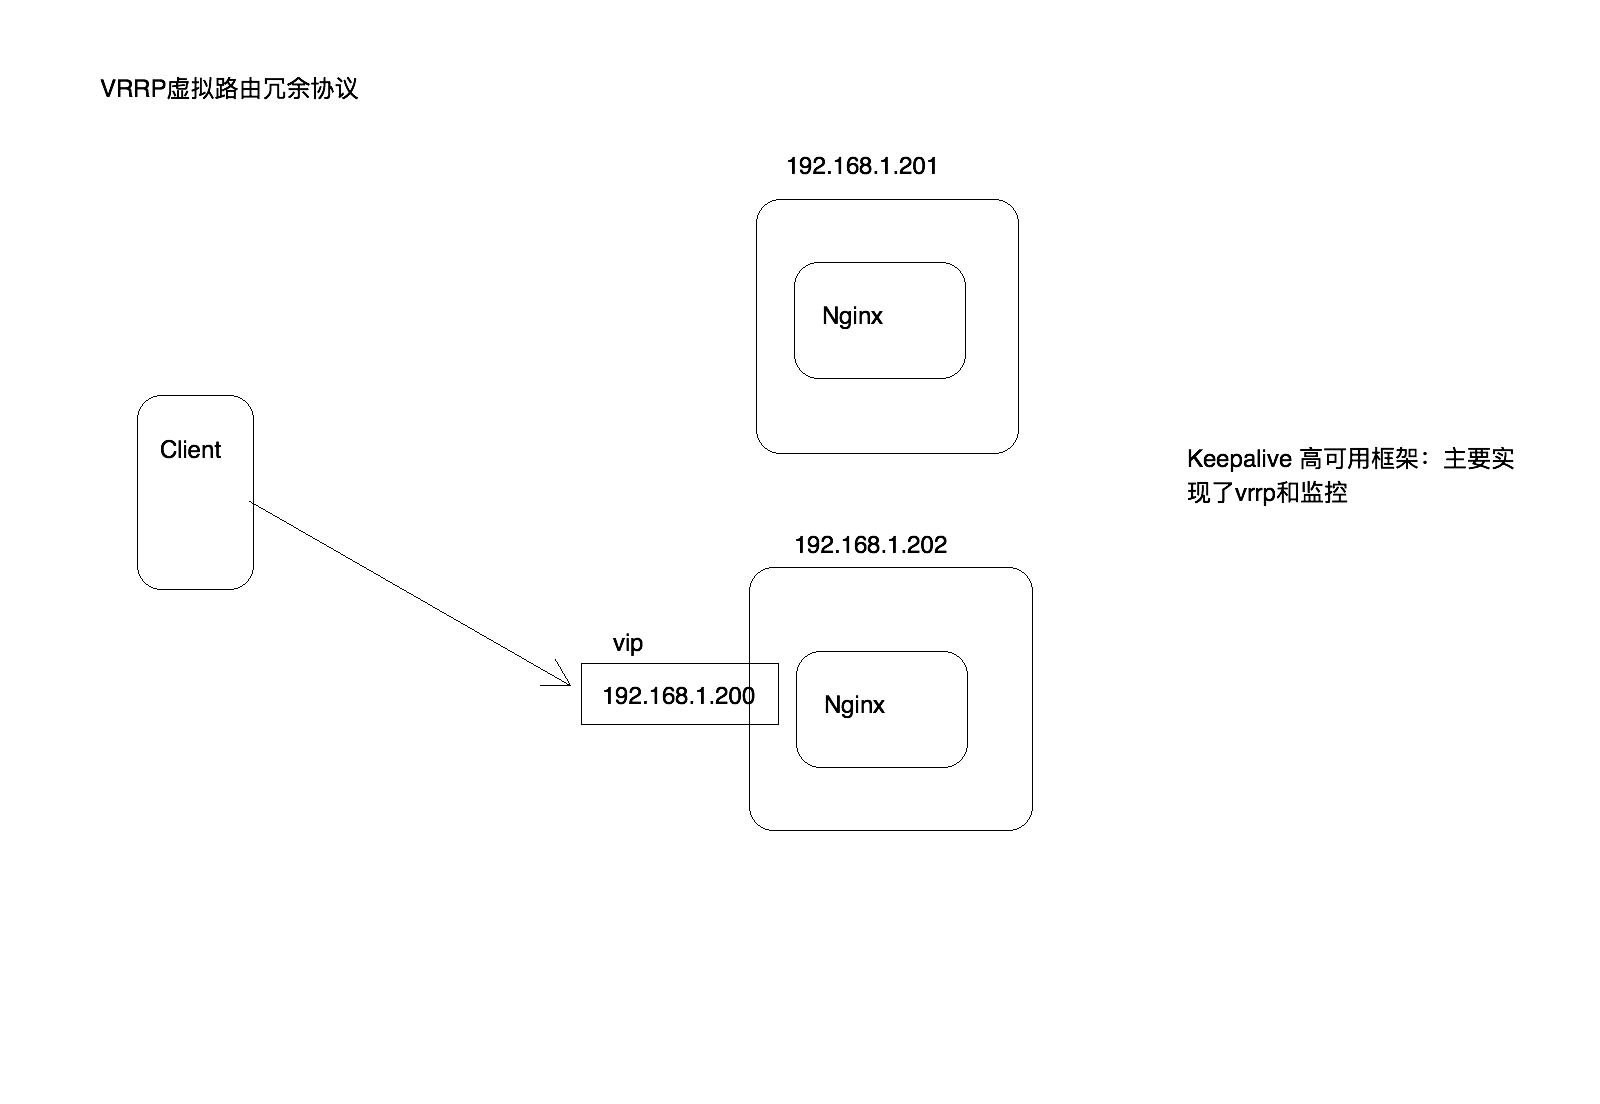 VRRP虚拟路由冗余协议
192.168.1.201
Nginx
Client
Keepalive 高可用框架：主要实
现了vrrp和监控
192.168.1.202
vip
192.168.1.200
Nginx